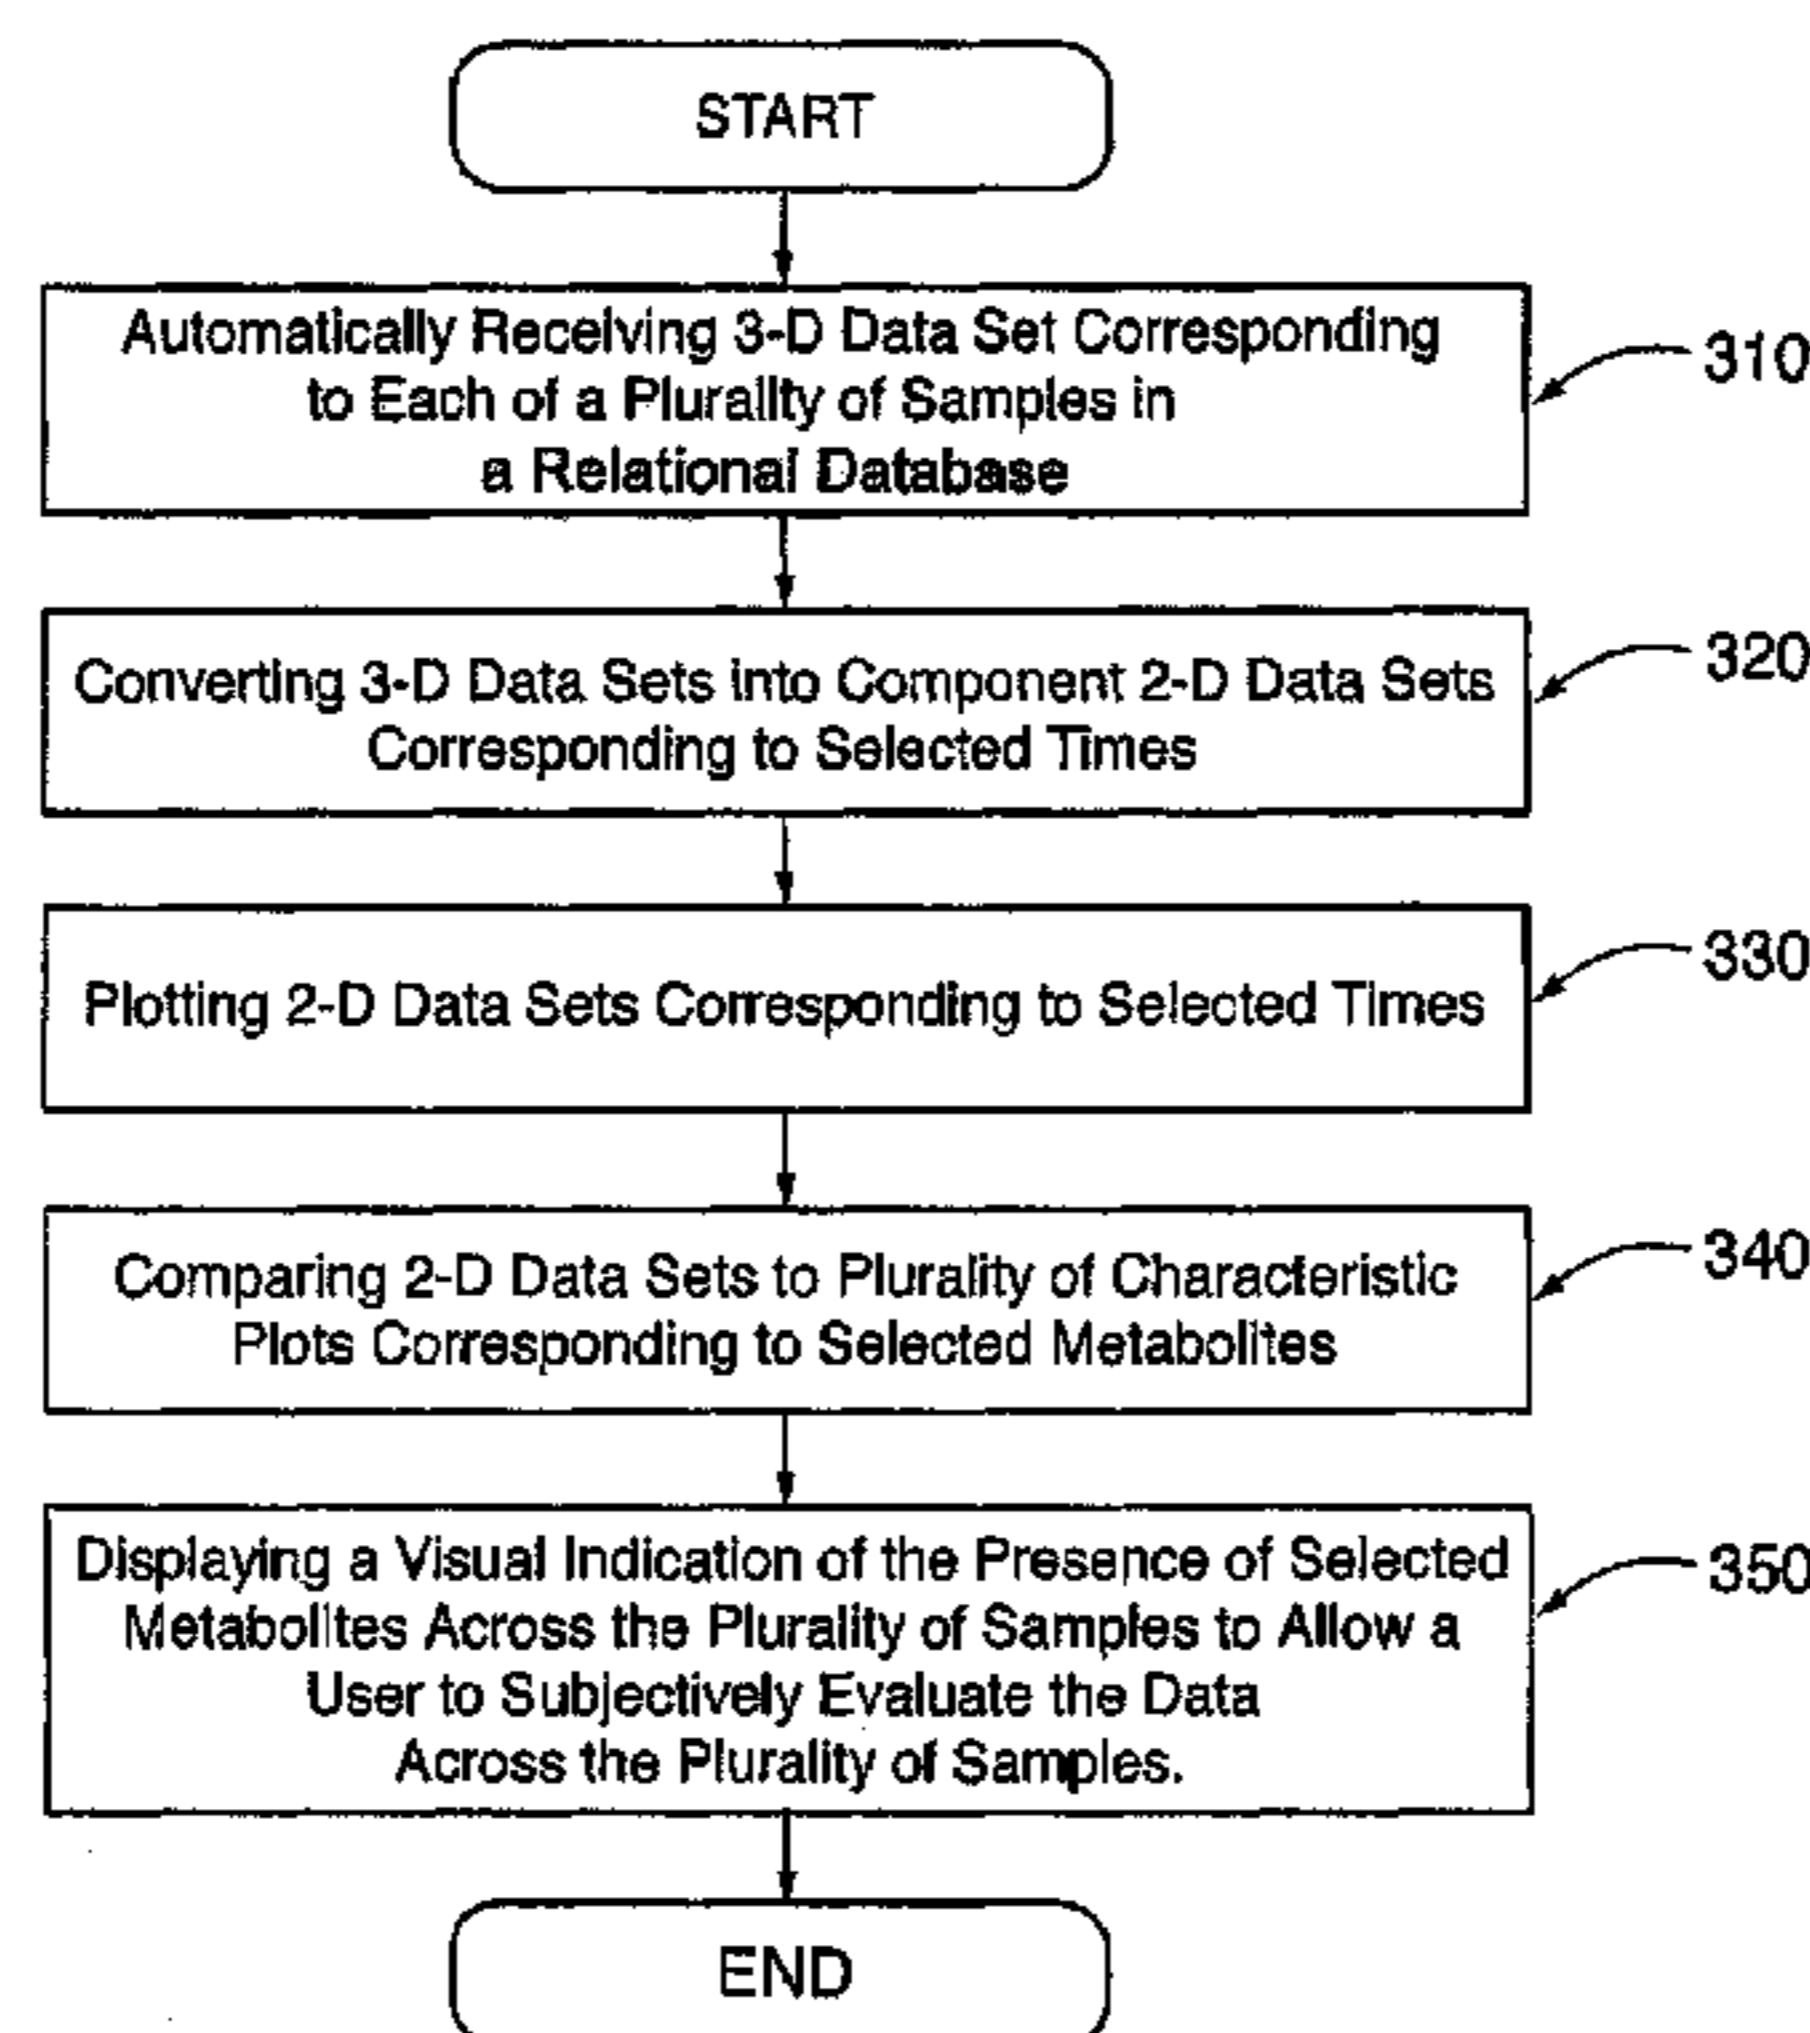 START
Automatically Receiving 3-D Data Set Corresponding
to Each of a Plurality of Samples in
a Relational Database
310
Converting 3-D Data Sets into Component 2-D Data Sets
Corresponding to Selected Times
320
Plotting 2-D Data Sets Corresponding to Selected Times
330
Comparing 2-D Data Sets to Plurality of Characteristic
Plots Corresponding to Selected Metabolites
340
Displaying a Visual Indication of the Presence of Selected
Metabolites Across the Plurality of Samples to Allow a
User to Subjectively Evaluate the Data
Across the Plurality of Samples.
350
END